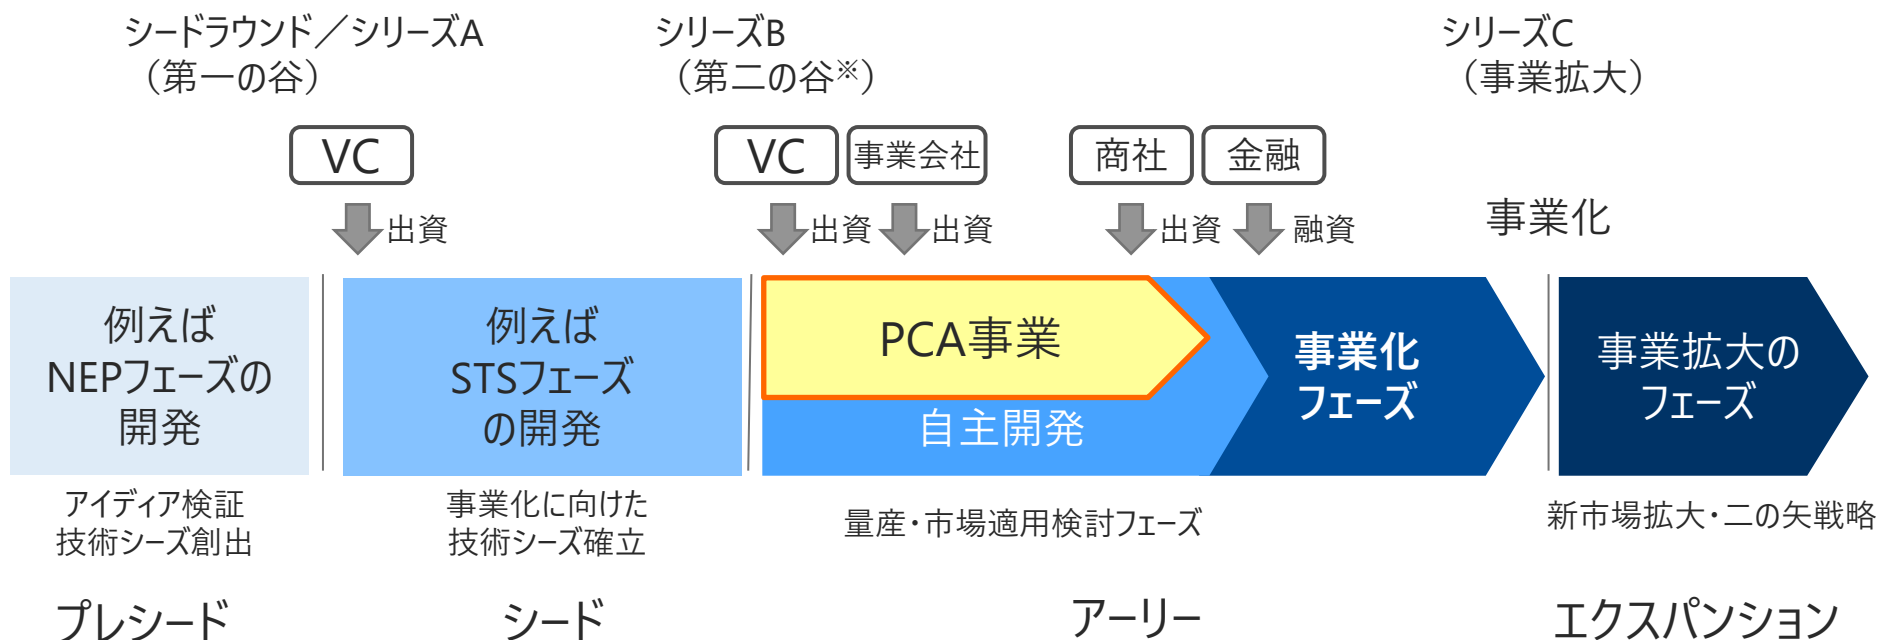 シードラウンド／シリーズA
（第一の谷）
シリーズB
（第二の谷※）
シリーズC
（事業拡大）
VC
VC
事業会社
商社
金融
出資
出資
出資
出資
融資
事業化
例えば
NEPフェーズの
開発
例えば
STSフェーズ
の開発
PCA事業
自主開発
事業化
フェーズ
事業拡大の
フェーズ
アイディア検証
技術シーズ創出
事業化に向けた
技術シーズ確立
量産・市場適用検討フェーズ
新市場拡大・二の矢戦略
プレシード
シード
アーリー
エクスパンション